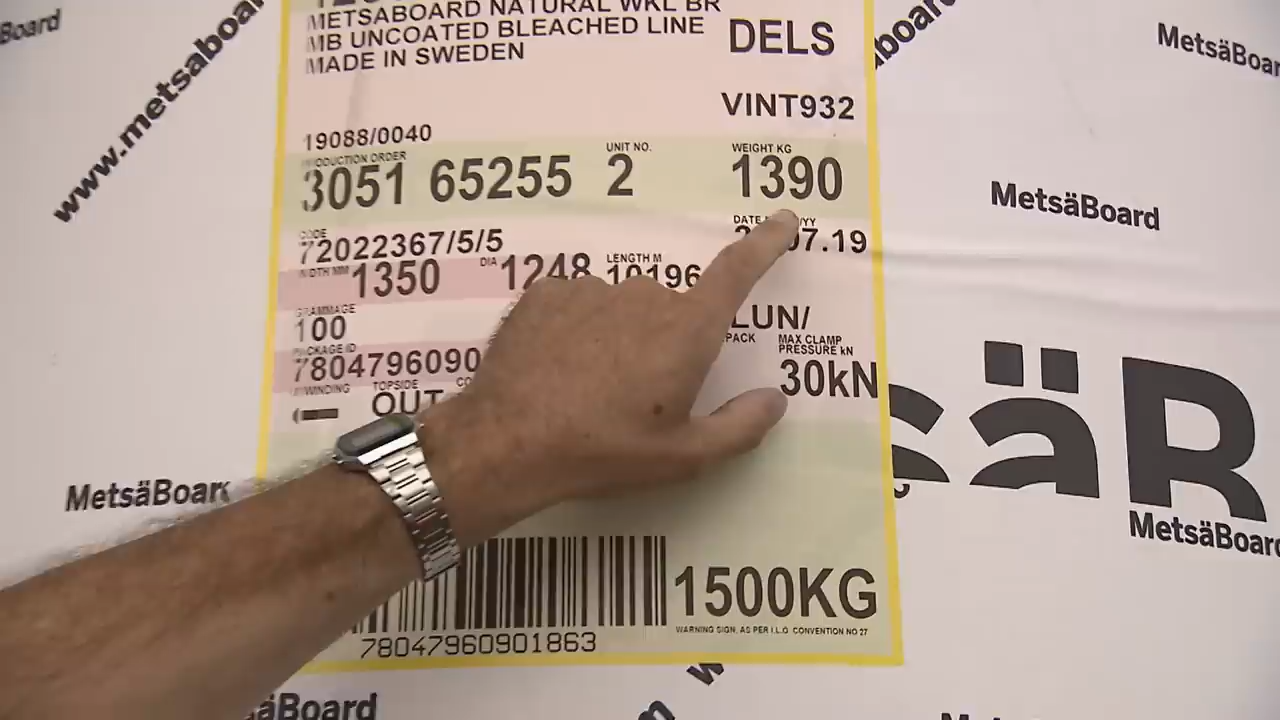 METSABOARD NATURAL WKL BR
MB UNCOATED BLEACHED LINE
MADE IN SWEDEN
DELS
VINT932
19088/0040
PRODUCTION ORDER
3051 65255
UNIT NO.
2
WEIGHT KG
1390
CODE
72022367/5/5
DATE
07.19
WIDTH MM
1350
DIA
1248
LENGTH M
10196
GRAMMAGE
100
LUN/
PACKAGE ID
7804796090
MAX CLAMP
PRESSURE kN
30kN
WINDING
TOPSIDE
OUT
78047960901863
1500KG
WARNING SIGN, AS PER I.L.O. CONVENTION NO 27
MetsäBoard
MetsäBoard
MetsäBoard
MetsäBoard
www.metsaboard